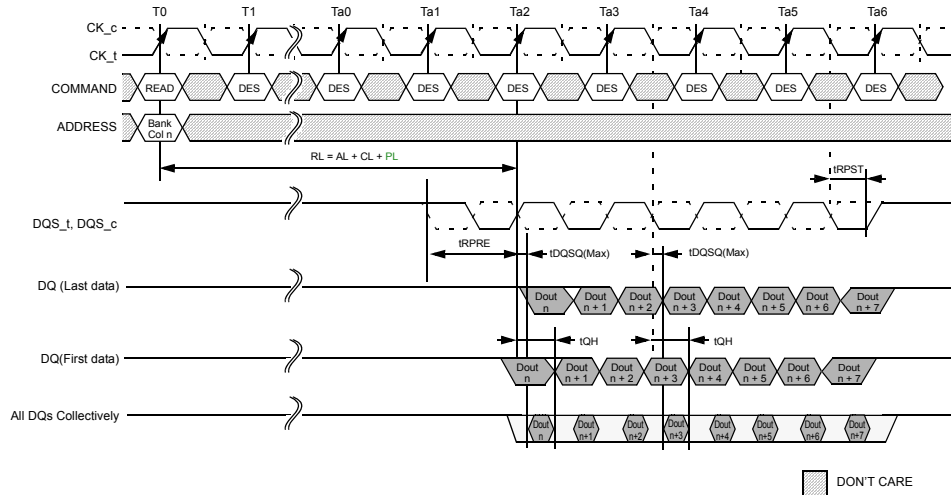 T0 T1 Ta0 Ta1 Ta2 Ta3 Ta4 Ta5 Ta6
CK_c
CK_t
COMMAND READ DES DES DES DES DES DES DES DES
ADDRESS Bank Col n
RL = AL + CL + PL
tRPST
DQS_t, DQS_c
tRPRE tDQSQ(Max) tDQSQ(Max)
DQ (Last data) Dout n Dout n + 1 Dout n + 2 Dout n + 3 Dout n + 4 Dout n + 5 Dout n + 6 Dout n + 7
tQH tQH
DQ(First data) Dout n Dout n + 1 Dout n + 2 Dout n + 3 Dout n + 4 Dout n + 5 Dout n + 6 Dout n + 7
All DQs Collectively Dout n Dout n+1 Dout n+2 Dout n+3 Dout n+4 Dout n+5 Dout n+6 Dout n+7
DON'T CARE